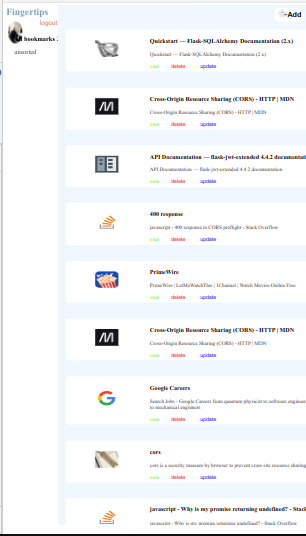 Fingertips
Add
logout
bookmarks
unsorted
Quickstart — Flask-SQLAlchemy Documentation (2.x)
Quickstart — Flask-SQLAlchemy Documentation (2.x)
visit delete update
Cross-Origin Resource Sharing (CORS) - HTTP | MDN
Cross-Origin Resource Sharing (CORS) - HTTP | MDN
visit delete update
API Documentation — flask-jwt-extended 4.4.2 documentati
API Documentation — flask-jwt-extended 4.4.2 documentation
visit delete update
400 response
javascript - 400 response to CORS preflight - Stack Overflow
visit delete update
PrimeWire
PrimeWire | LetMeWatchThis | 1Channel | Watch Movies Online Free
visit delete update
Cross-Origin Resource Sharing (CORS) - HTTP | MDN
Cross-Origin Resource Sharing (CORS) - HTTP | MDN
visit delete update
Google Careers
Search Jobs - Google Careers from quantum physicist to software engineer
to mechanical engineers
visit delete update
cors
cors is a security measure by browser to prevent cross site resource sharing
visit delete update
javascript - Why is my promise returning undefined? - Stac
javascript - Why is my promise returning undefined? - Stack Overflow